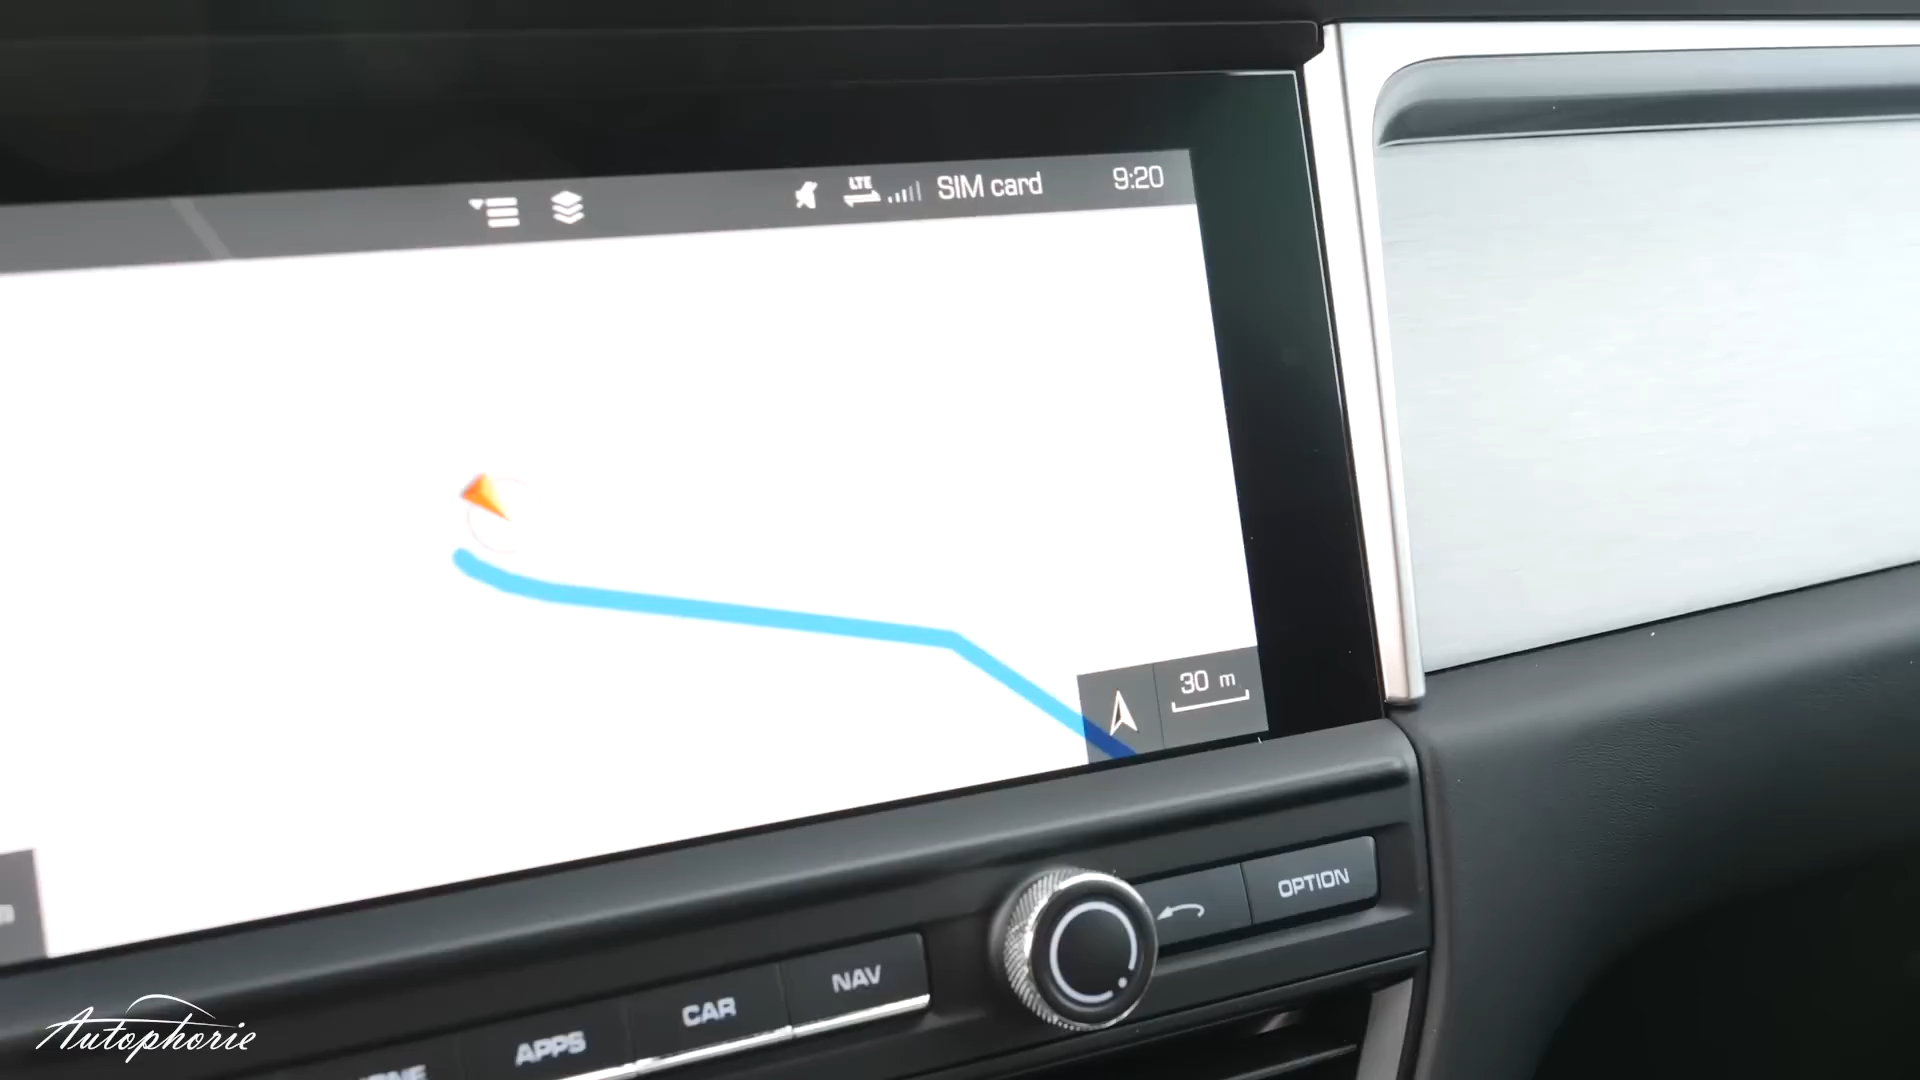 LTE SIM card 9:20
30 m
OPTION
NAV
CAR
APPS
Autophorie